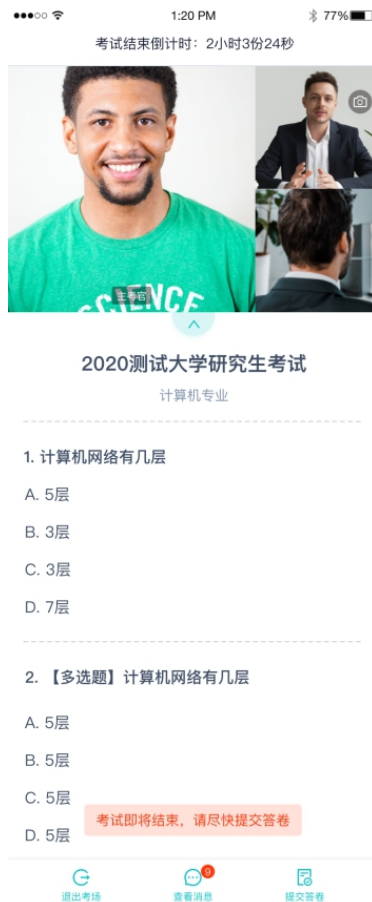 1:20 PM
77%
考试结束倒计时：2小时3份24秒
SCIENCE
主考官
2020测试大学研究生考试
计算机专业
1. 计算机网络有几层
A. 5层
B. 3层
C. 3层
D. 7层
2. 【多选题】计算机网络有几层
A. 5层
B. 5层
C. 5层
考试即将结束，请尽快提交答卷
D. 5层
9
退出考场
查看消息
提交答卷